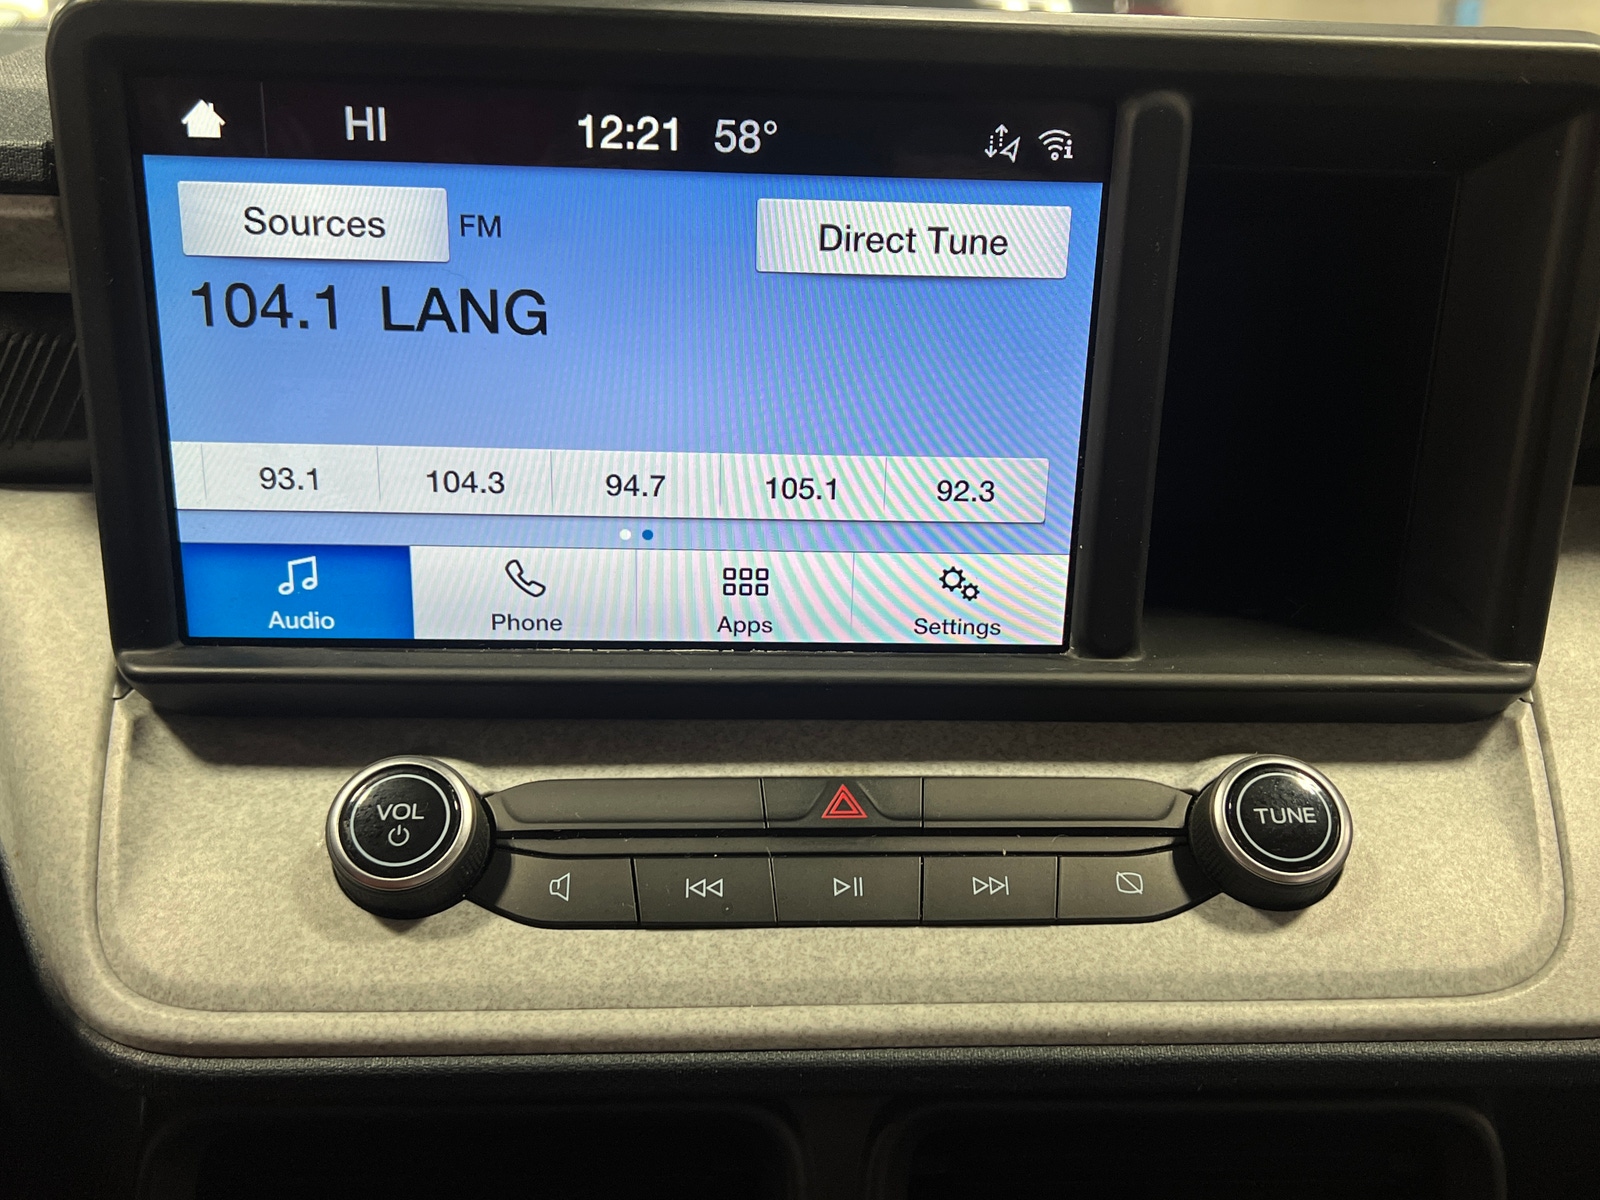 HI 12:21 58°
Sources FM Direct Tune
104.1 LANG
93.1 104.3 94.7 105.1 92.3
Audio Phone Apps Settings
VOL TUNE